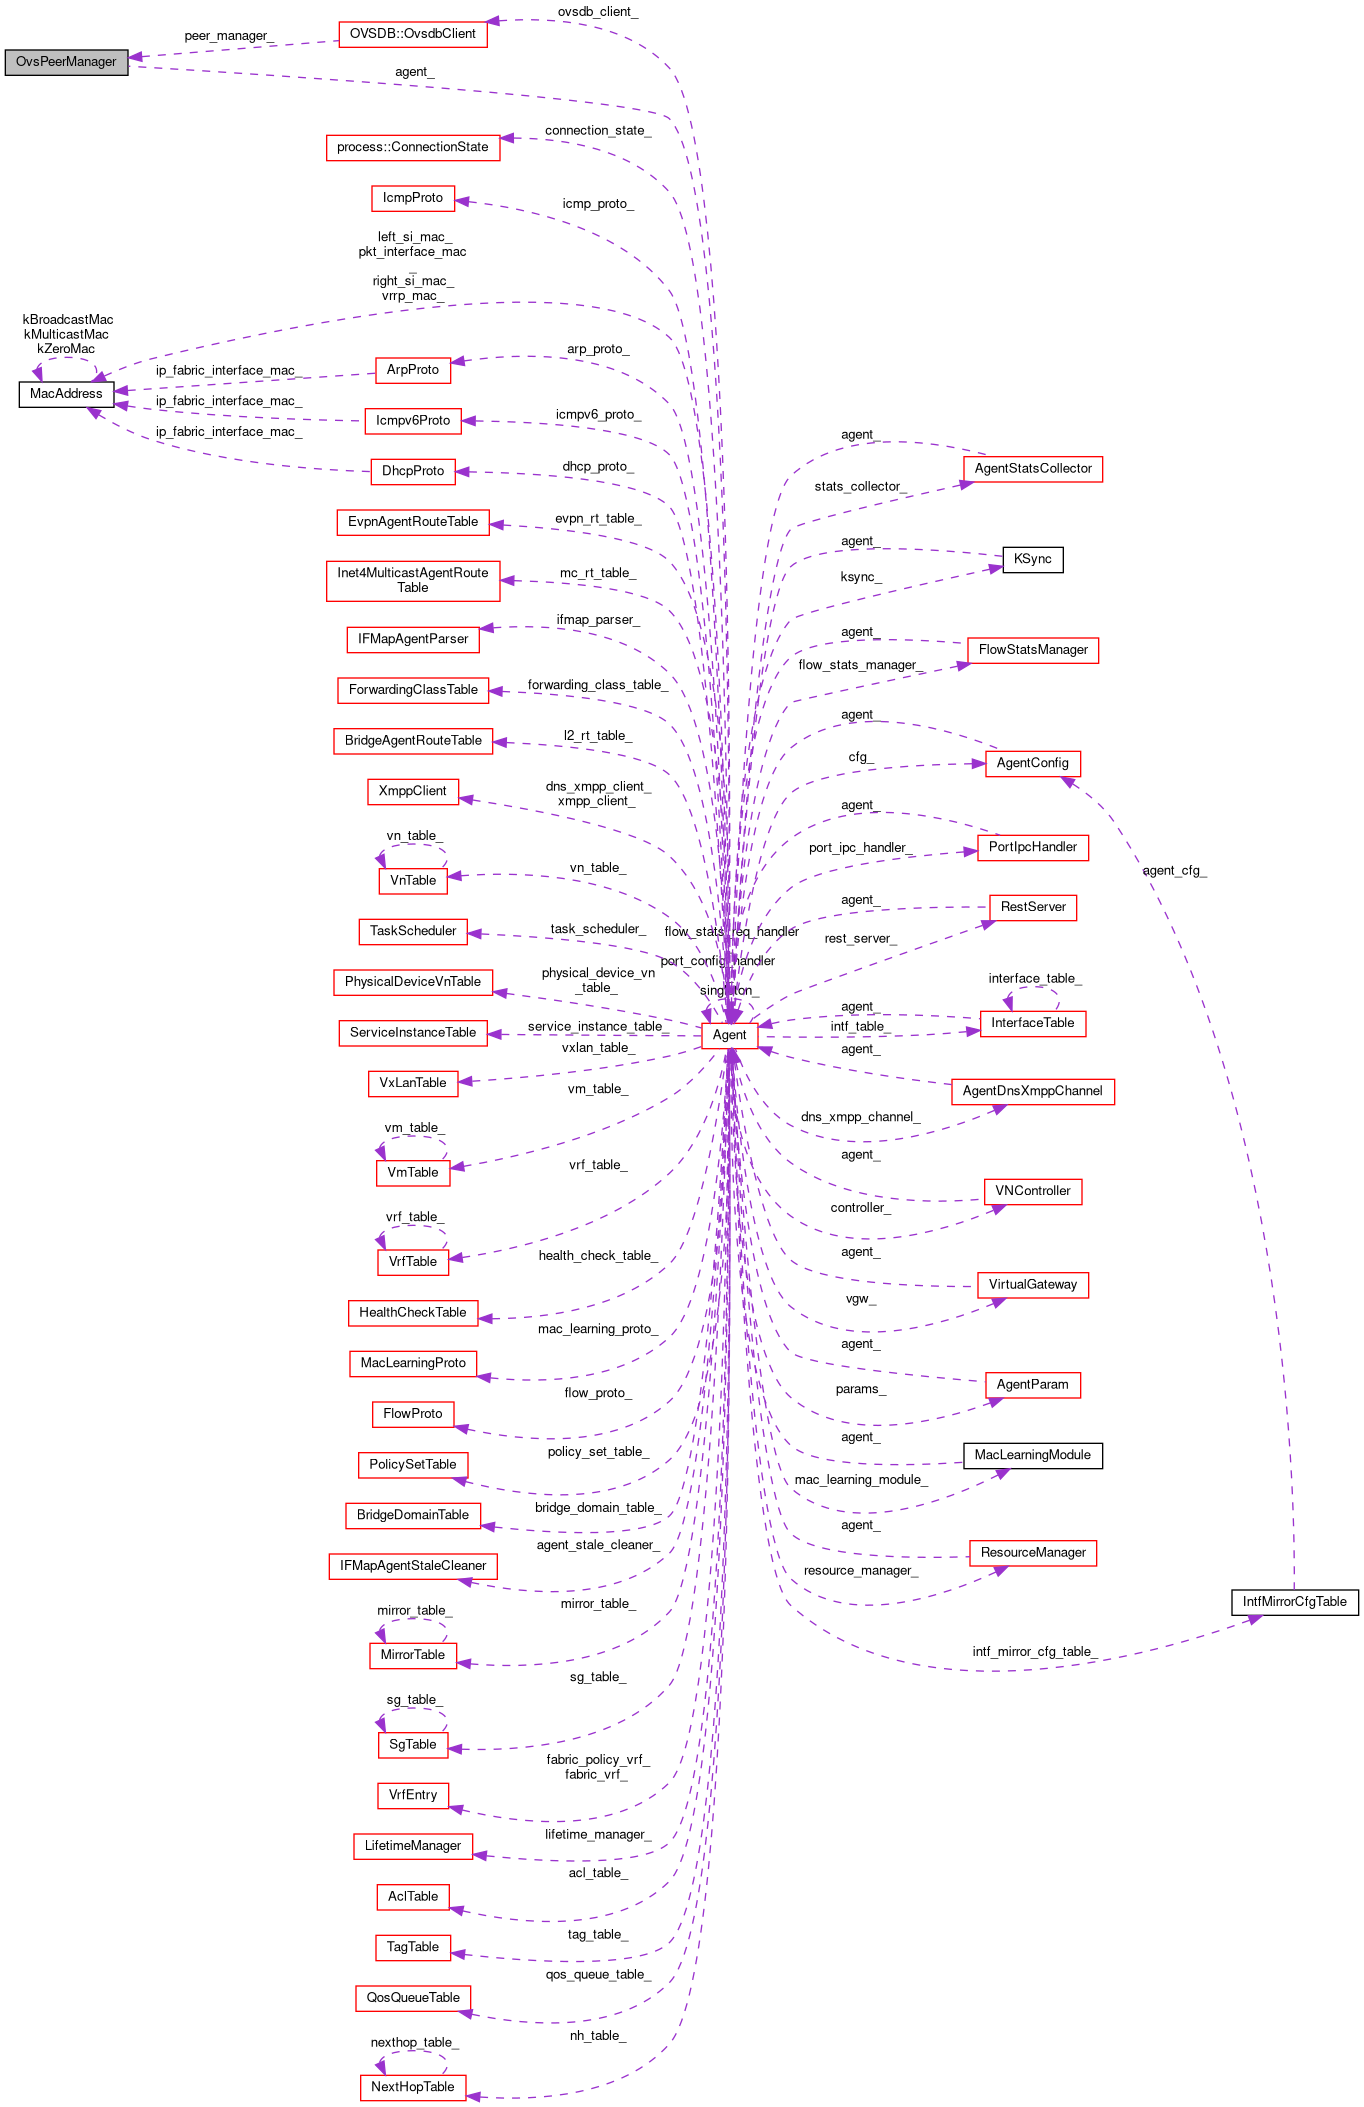 ovsdb_client_
OVSDB::OvsdbClient
peer_manager_
OvsPeerManager
agent_
connection_state_
process::ConnectionState
IcmpProto
icmp_proto_
left_si_mac_
pkt_interface_mac
_
right_si_mac_
vrrp_mac_
kBroadcastMac
kMulticastMac
kZeroMac
MacAddress
arp_proto_
ArpProto
ip_fabric_interface_mac_
ip_fabric_interface_mac_
Icmpv6Proto
icmpv6_proto_
ip_fabric_interface_mac_
DhcpProto
dhcp_proto_
EvpnAgentRouteTable
evpn_rt_table_
Inet4MulticastAgentRoute
Table
mc_rt_table_
IFMapAgentParser
ifmap_parser_
ForwardingClassTable
forwarding_class_table_
BridgeAgentRouteTable
l2_rt_table_
XmppClient
dns_xmpp_client_
xmpp_client_
vn_table_
VnTable
vn_table_
TaskScheduler
task_scheduler_
PhysicalDeviceVnTable
physical_device_vn
_table_
ServiceInstanceTable
service_instance_table_
VxLanTable
vxlan_table_
vm_table_
VmTable
vm_table_
vrf_table_
VrfTable
vrf_table_
HealthCheckTable
health_check_table_
MacLearningProto
mac_learning_proto_
FlowProto
flow_proto_
PolicySetTable
policy_set_table_
BridgeDomainTable
bridge_domain_table_
IFMapAgentStaleCleaner
agent_stale_cleaner_
mirror_table_
MirrorTable
mirror_table_
sg_table_
SgTable
sg_table_
VrfEntry
fabric_policy_vrf_
fabric_vrf_
LifetimeManager
lifetime_manager_
AclTable
acl_table_
TagTable
tag_table_
QosQueueTable
qos_queue_table_
nexthop_table_
NextHopTable
nh_table_
flow_stats_req_handler
port_config_handler
singleton_
Agent
agent_
AgentStatsCollector
stats_collector_
agent_
KSync
ksync_
agent_
FlowStatsManager
flow_stats_manager_
agent_
AgentConfig
cfg_
agent_
PortIpcHandler
port_ipc_handler_
agent_cfg_
agent_
RestServer
rest_server_
interface_table_
InterfaceTable
agent_
intf_table_
agent_
AgentDnsXmppChannel
dns_xmpp_channel_
agent_
VNController
controller_
agent_
VirtualGateway
vgw_
agent_
AgentParam
params_
agent_
MacLearningModule
mac_learning_module_
agent_
ResourceManager
resource_manager_
IntfMirrorCfgTable
intf_mirror_cfg_table_